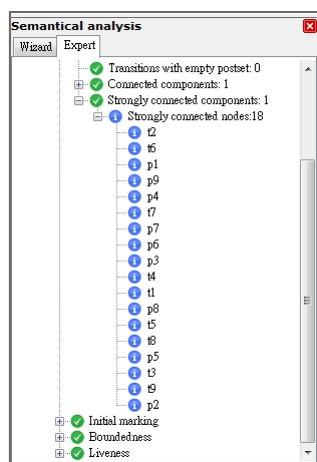 Semantical analysis
Wizard Expert
Transitions with empty postset: 0
Connected components: 1
Strongly connected components: 1
Strongly connected nodes:18
t2
t6
p1
p9
p4
t7
p7
p6
p3
t4
t1
p8
t5
t8
p5
t3
t9
p2
Initial marking
Boundedness
Liveness